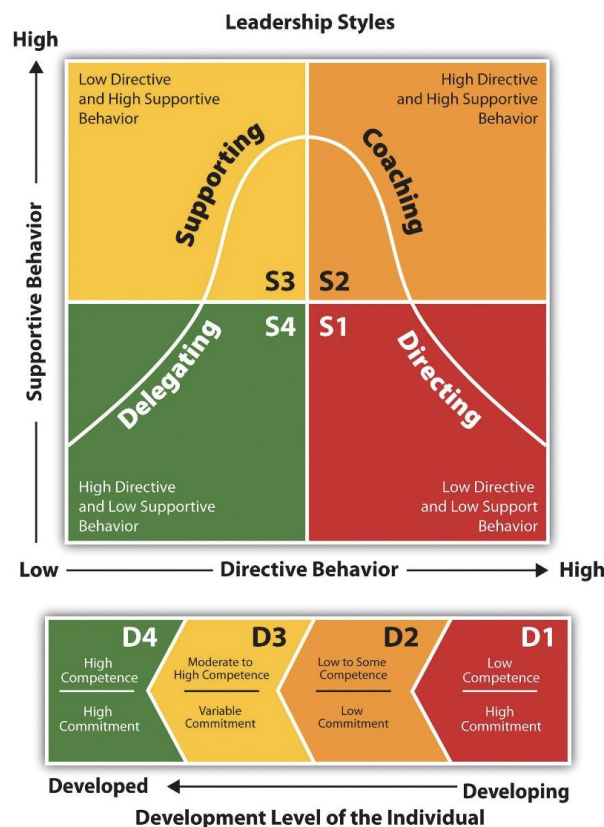 Leadership Styles
High
Supportive Behavior
Low Directive
and High Supportive
Behavior
Supporting
S3
High Directive
and High Supportive
Behavior
Coaching
S2
S4
Delegating
High Directive
and Low Supportive
Behavior
S1
Directing
Low Directive
and Low Support
Behavior
Low
Directive Behavior
High
D4
High
Competence
High
Commitment
D3
Moderate to
High Competence
Variable
Commitment
D2
Low to Some
Competence
Low
Commitment
D1
Low
Competence
High
Commitment
Developed
Developing
Development Level of the Individual